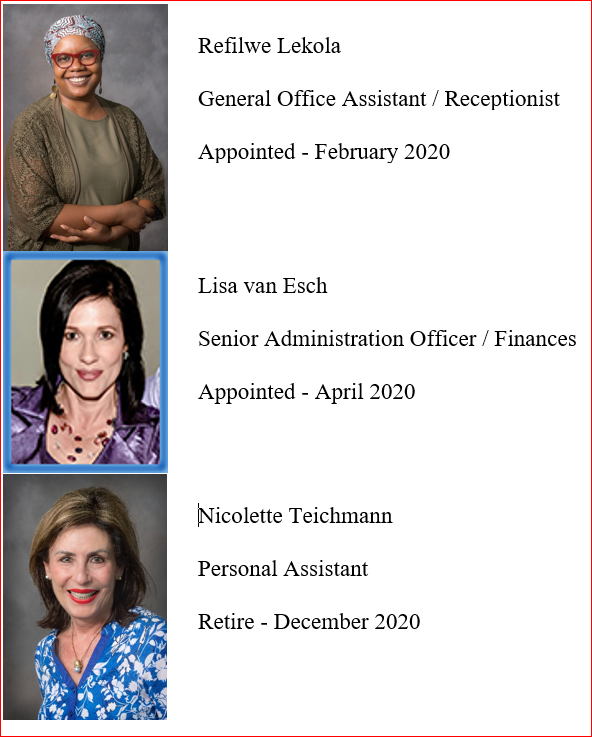 Refilwe Lekola
General Office Assistant / Receptionist
Appointed - February 2020
Lisa van Esch
Senior Administration Officer / Finances
Appointed - April 2020
Nicolette Teichmann
Personal Assistant
Retire - December 2020